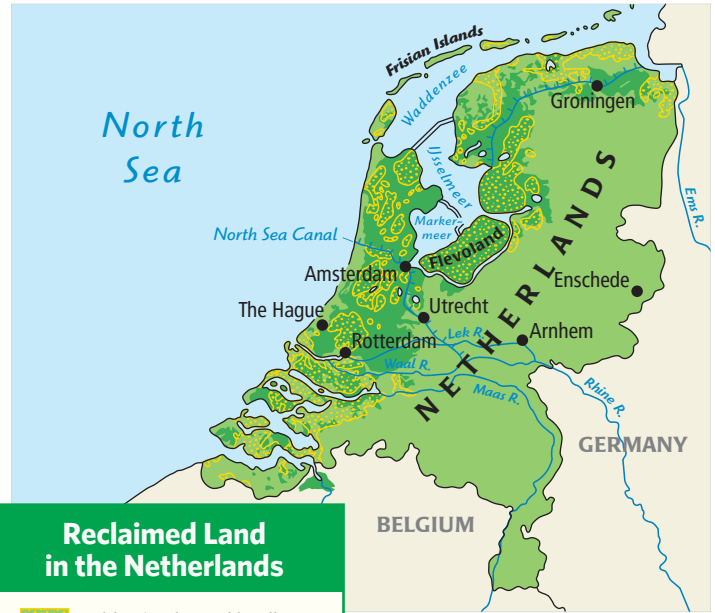 Frisian Islands
Waddenzee
Groningen
North
Sea
IJsselmeer
Ems R.
Marker-
meer
North Sea Canal
Flevoland
NETHERLANDS
Amsterdam
Enschede
The Hague
Utrecht
Lek R.
Arnhem
Rotterdam
Waal R.
Maas R.
Rhine R.
GERMANY
BELGIUM
Reclaimed Land
in the Netherlands